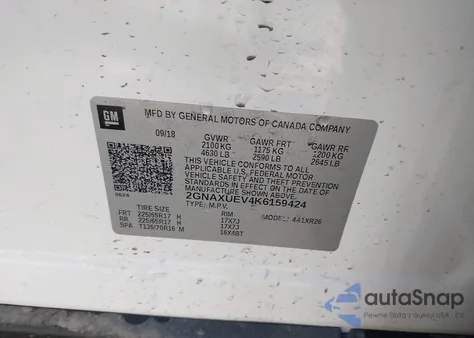 GM
MFD BY GENERAL MOTORS OF CANADA COMPANY
09/18 GVWR GAWR FRT GAWR RR
2100 KG 1175 KG 1200 KG
4630 LB 2590 LB 2645 LB
THIS VEHICLE CONFORMS TO ALL
APPLICABLE U.S. FEDERAL MOTOR VEHICLE
SAFETY AND THEFT PREVENTION
STANDARDS IN EFFECT ON THE DATE OF
MANUFACTURE SHOWN ABOVE.
2GNAXUEV4K6159424
TYPE: M.P.V. MODEL: 441XR26
TIRE SIZE RIM
FRT 225/65R17 H 17X7J
RR 225/65R17 H 17X7J
SPA T135/70R16 M 16X4BT
autoSnap